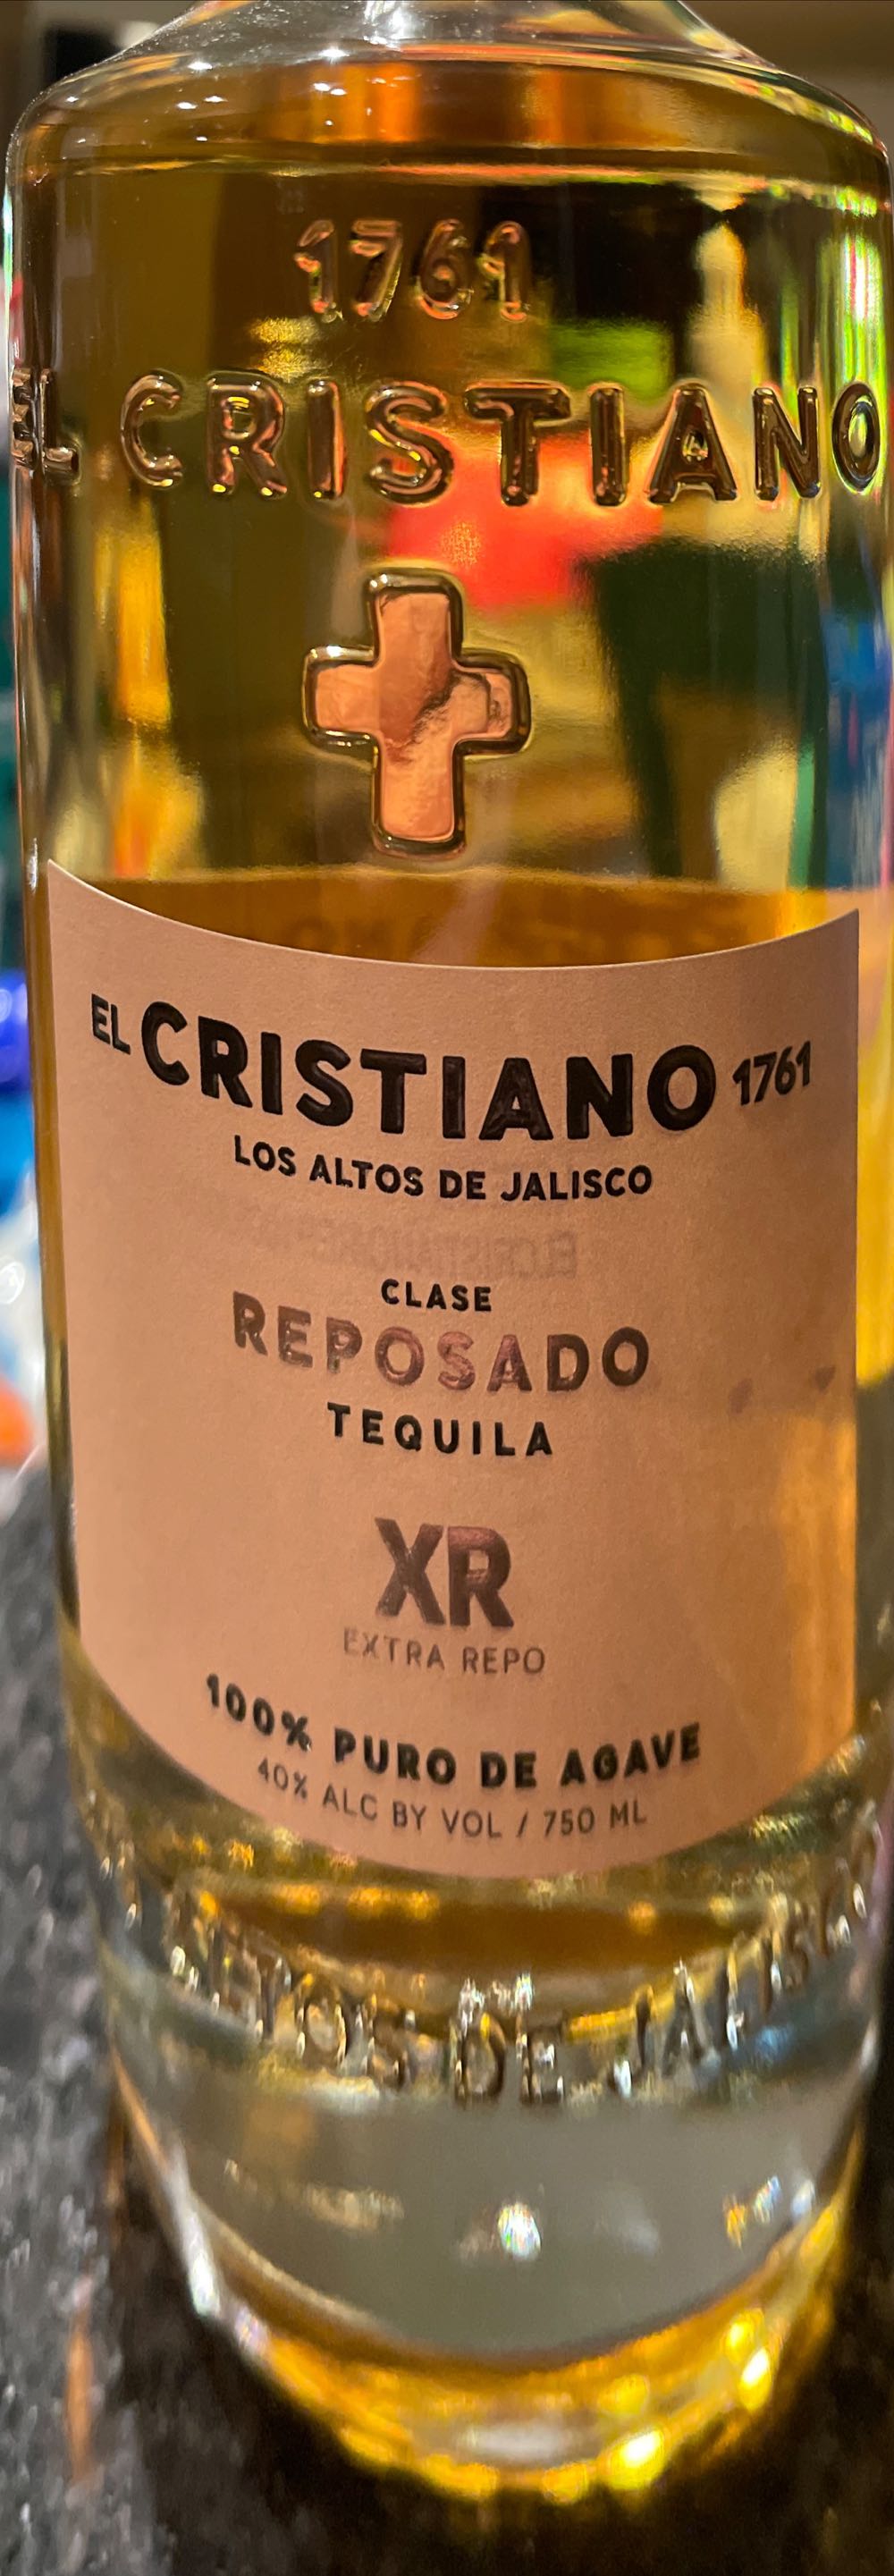 1761
EL CRISTIANO
EL CRISTIANO 1761
LOS ALTOS DE JALISCO
CLASE
REPOSADO
TEQUILA
XR
EXTRA REPO
100% PURO DE AGAVE
40% ALC BY VOL / 750 ML
ALTOS DE JALISCO